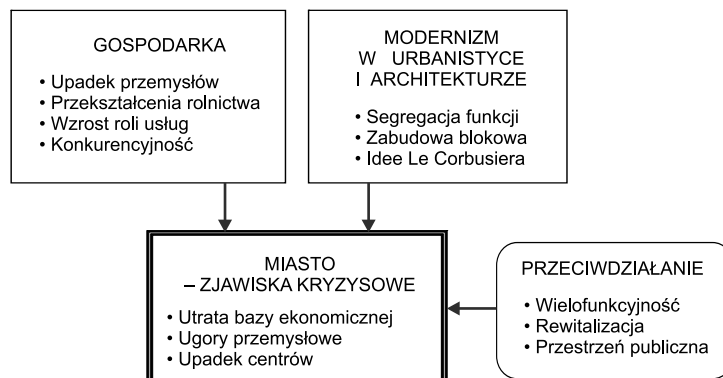 GOSPODARKA
• Upadek przemysłów
• Przekształcenia rolnictwa
• Wzrost roli usług
• Konkurencyjność
MODERNIZM
W URBANISTYCE
I ARCHITEKTURZE
• Segregacja funkcji
• Zabudowa blokowa
• Idee Le Corbusiera
MIASTO
– ZJAWISKA KRYZYSOWE
• Utrata bazy ekonomicznej
• Ugory przemysłowe
• Upadek centrów
PRZECIWDZIAŁANIE
• Wielofunkcyjność
• Rewitalizacja
• Przestrzeń publiczna